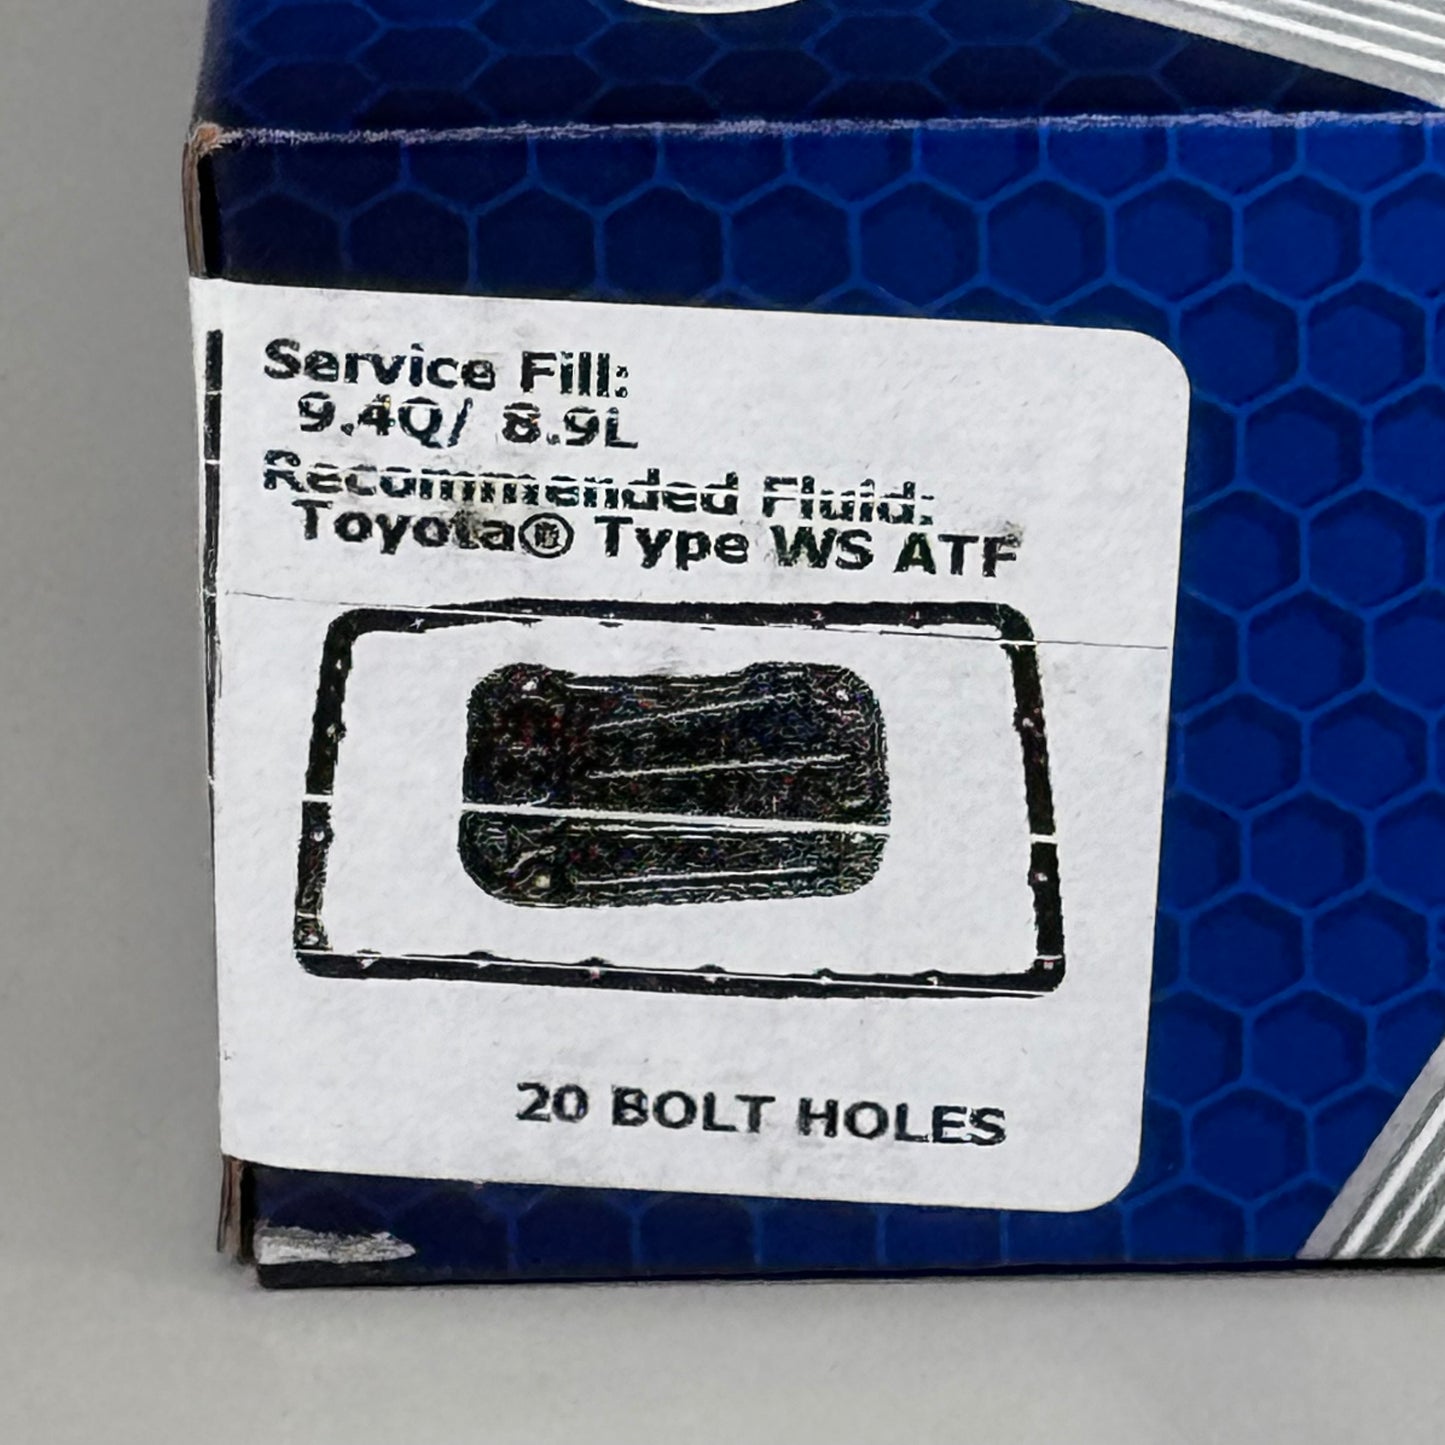 Service Fill:
9.4Q/ 8.9L
Recommended Fluid:
Toyota® Type WS ATF
20 BOLT HOLES